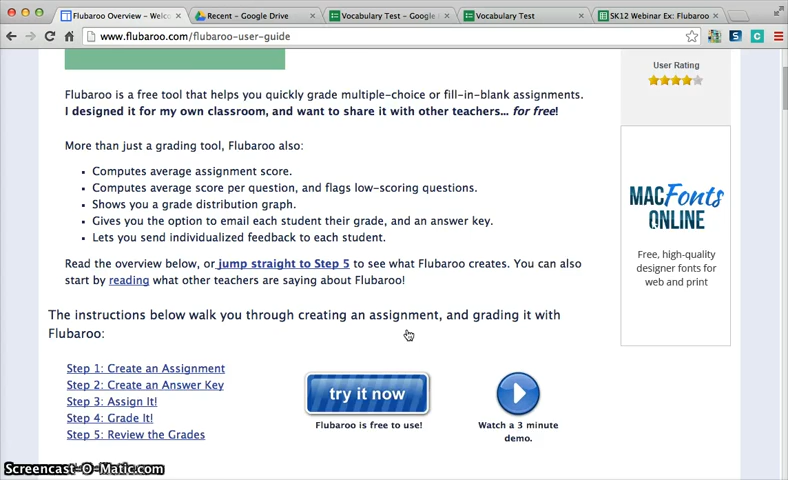 Flubaroo Overview - Welco
Recent - Google Drive
Vocabulary Test - Google
Vocabulary Test
SK12 Webinar Ex: Flubaroo
www.flubaroo.com/flubaroo-user-guide
Flubaroo is a free tool that helps you quickly grade multiple-choice or fill-in-blank assignments.
I designed it for my own classroom, and want to share it with other teachers... for free!
More than just a grading tool, Flubaroo also:
Computes average assignment score.
Computes average score per question, and flags low-scoring questions.
Shows you a grade distribution graph.
Gives you the option to email each student their grade, and an answer key.
Lets you send individualized feedback to each student.
Read the overview below, or jump straight to Step 5 to see what Flubaroo creates. You can also
start by reading what other teachers are saying about Flubaroo!
The instructions below walk you through creating an assignment, and grading it with
Flubaroo:
Step 1: Create an Assignment
Step 2: Create an Answer Key
Step 3: Assign It!
Step 4: Grade It!
Step 5: Review the Grades
try it now
Flubaroo is free to use!
Watch a 3 minute
demo.
User Rating
MAC Fonts
ONLINE
Free, high-quality
designer fonts for
web and print
Screencast-O-Matic.com